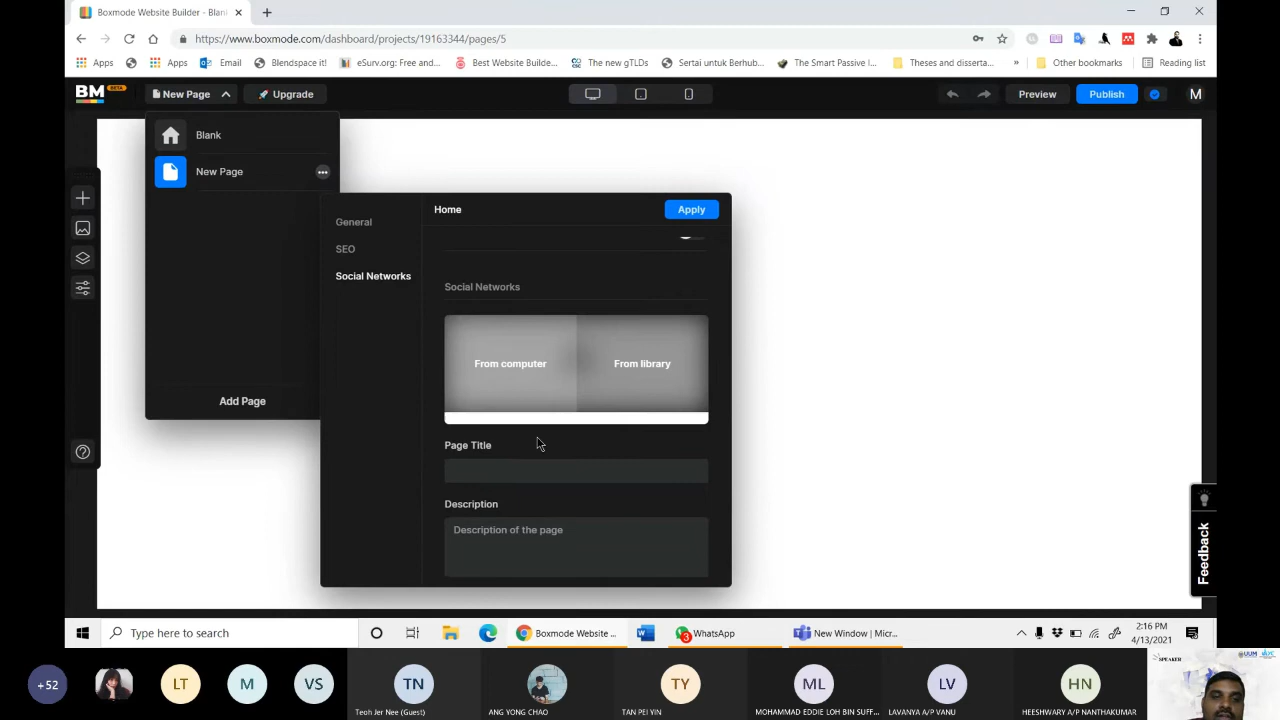 Boxmode Website Builder - Blan
https://www.boxmode.com/dashboard/projects/19163344/pages/5
Apps
Apps
Email
Blendspace it!
eSurv.org: Free and...
Best Website Builde...
The new gTLDs
Sertai untuk Berhub...
The Smart Passive I...
Theses and disserta...
»
Other bookmarks
Reading list
BM BETA
New Page
Upgrade
Preview
Publish
M
Blank
New Page
Add Page
General
SEO
Social Networks
Home
Apply
Social Networks
From computer
From library
Page Title
Description
Description of the page
Feedback
Type here to search
Boxmode Website ...
WhatsApp
3
New Window | Micr...
2:16 PM
4/13/2021
+52
LT
M
VS
TN
Teoh Jer Nee (Guest)
ANG YONG CHAO
TY
TAN PEI YIN
ML
MOHAMMAD EDDIE LOH BIN SUFF...
LV
LAVANYA A/P VANU
HN
HEESHWARY A/P NANTHAKUMAR
SPEAKER
UUM